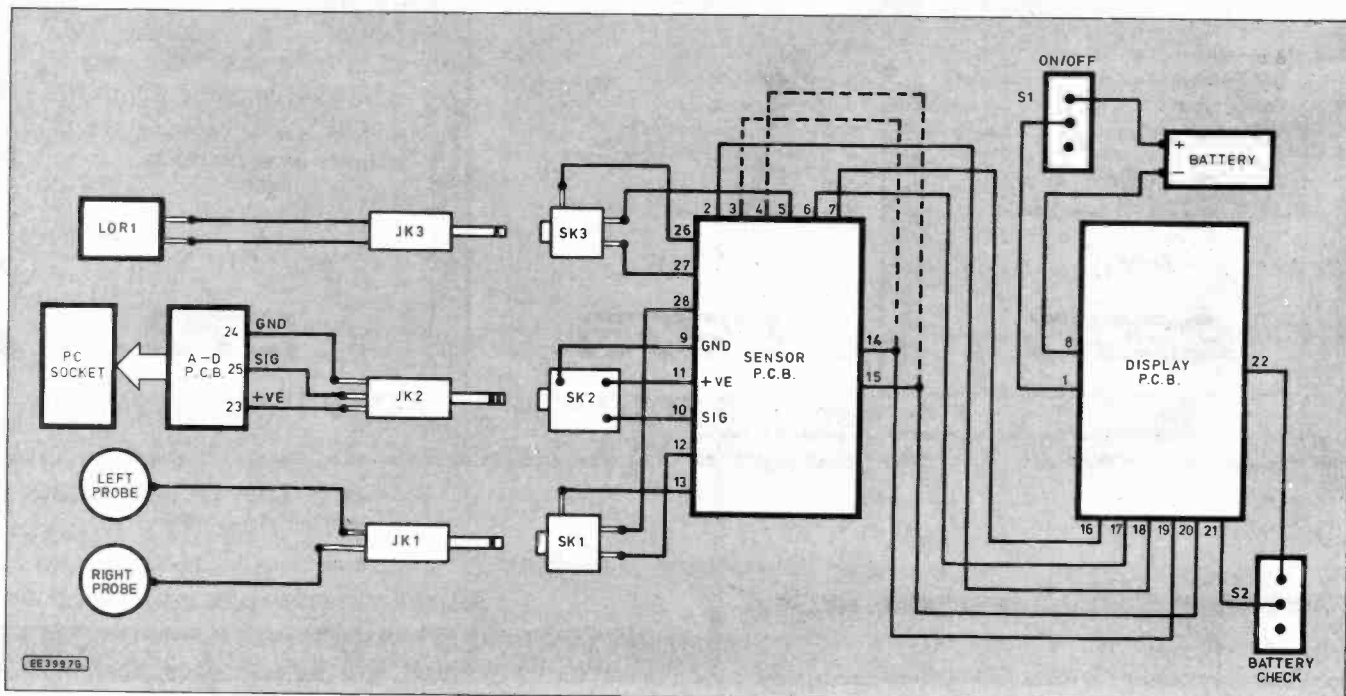 ON/OFF
S1
+
−
BATTERY
2 3 4 5 6 7
LDR1
JK3
SK3
26
27
28
PC SOCKET
A-D P.C.B.
24 GND
25 SIG
23 +VE
JK2
SK2
9 GND
11 +VE
10 SIG
12
13
SENSOR P.C.B.
14
15
8
1
DISPLAY P.C.B.
22
LEFT PROBE
RIGHT PROBE
JK1
SK1
16 17 18 19 20 21
S2
BATTERY CHECK
EE3997G